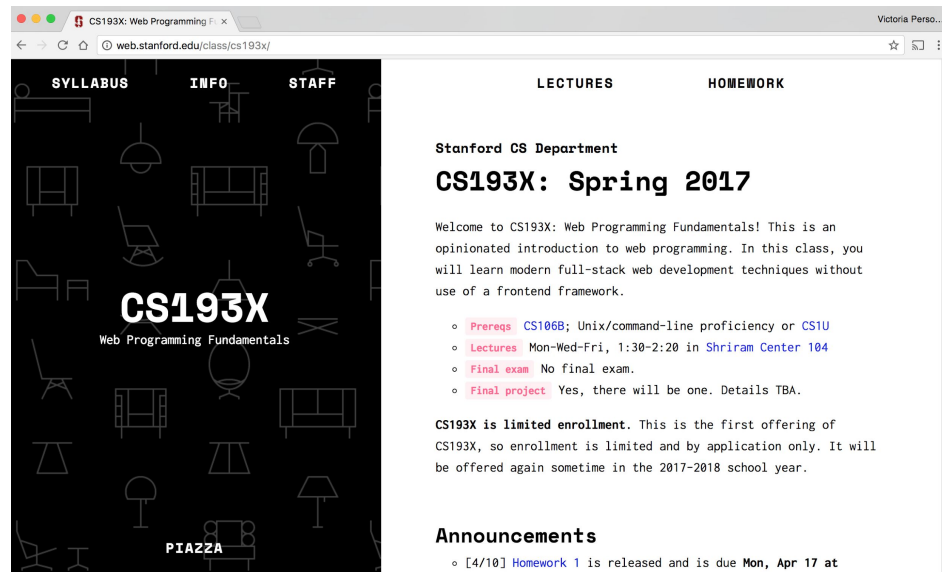 CS193X: Web Programming F
Victoria Perso...
web.stanford.edu/class/cs193x/
SYLLABUS INFO STAFF
LECTURES HOMEWORK
CS193X
Web Programming Fundamentals
PIAZZA
Stanford CS Department
CS193X: Spring 2017
Welcome to CS193X: Web Programming Fundamentals! This is an
opinionated introduction to web programming. In this class, you
will learn modern full-stack web development techniques without
use of a frontend framework.
Prereqs CS106B; Unix/command-line proficiency or CS1U
Lectures Mon-Wed-Fri, 1:30-2:20 in Shriram Center 104
Final exam No final exam.
Final project Yes, there will be one. Details TBA.
CS193X is limited enrollment. This is the first offering of
CS193X, so enrollment is limited and by application only. It will
be offered again sometime in the 2017-2018 school year.
Announcements
[4/10] Homework 1 is released and is due Mon, Apr 17 at